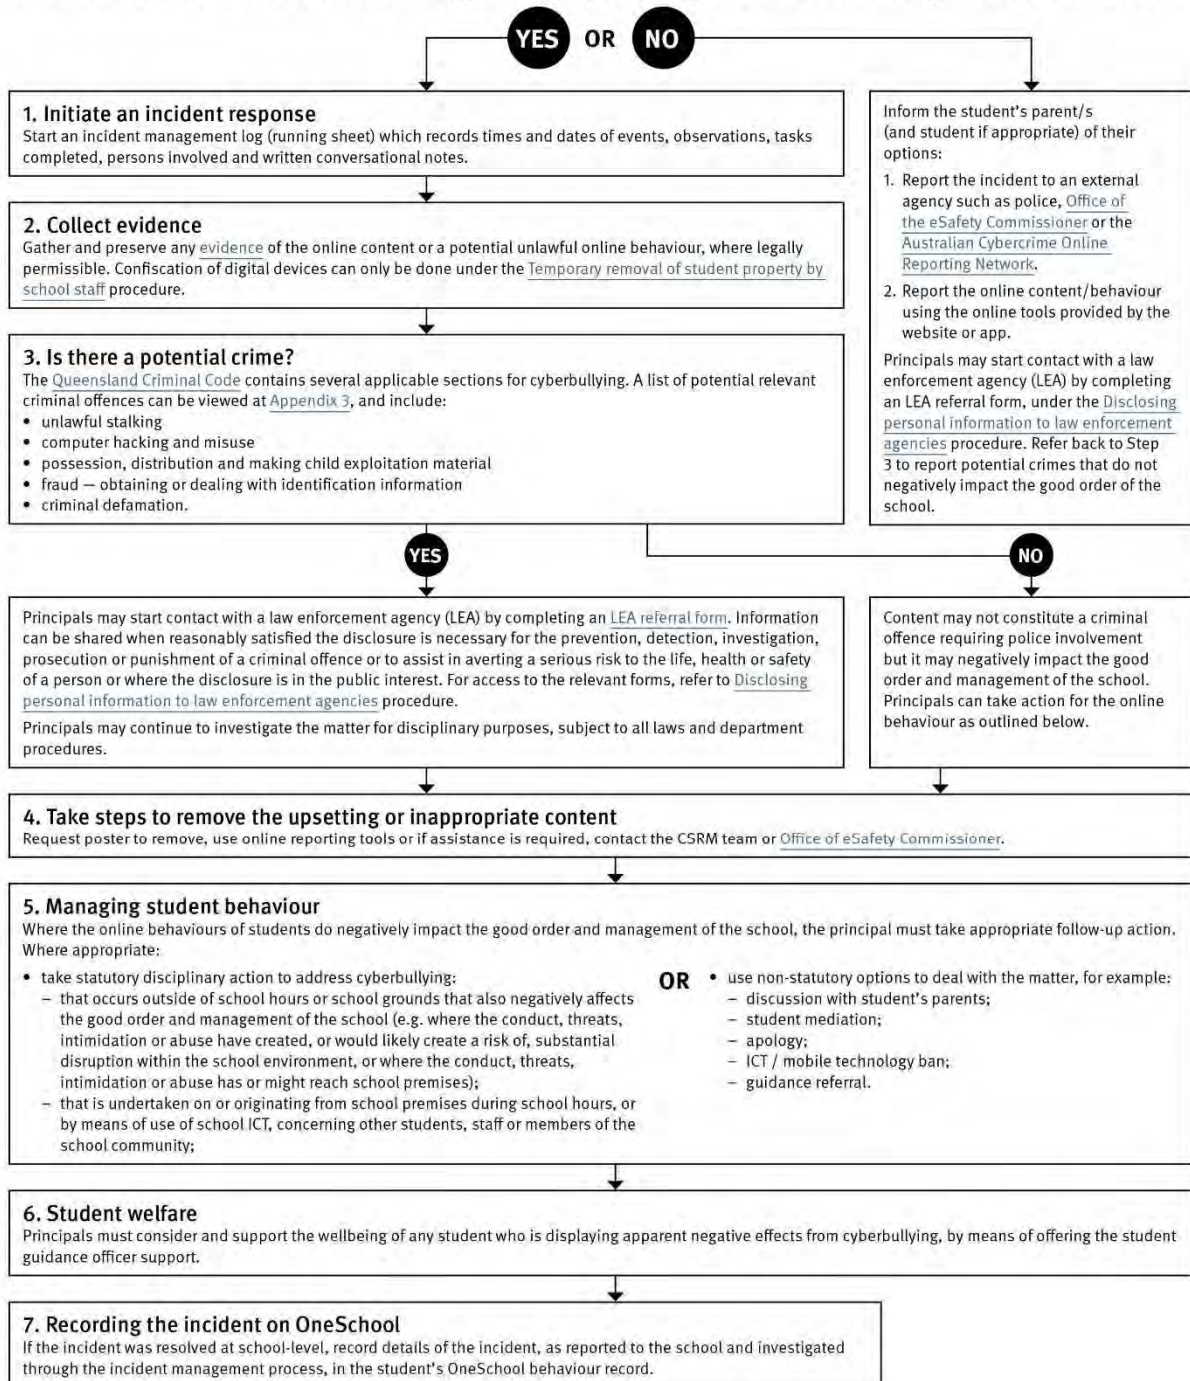 YES OR NO
1. Initiate an incident response
Start an incident management log (running sheet) which records times and dates of events, observations, tasks
completed, persons involved and written conversational notes.
2. Collect evidence
Gather and preserve any evidence of the online content or a potential unlawful online behaviour, where legally
permissible. Confiscation of digital devices can only be done under the Temporary removal of student property by
school staff procedure.
3. Is there a potential crime?
The Queensland Criminal Code contains several applicable sections for cyberbullying. A list of potential relevant
criminal offences can be viewed at Appendix 3, and include:
• unlawful stalking
• computer hacking and misuse
• possession, distribution and making child exploitation material
• fraud — obtaining or dealing with identification information
• criminal defamation.
Inform the student's parent/s
(and student if appropriate) of their
options:
1. Report the incident to an external
agency such as police, Office of
the eSafety Commissioner or the
Australian Cybercrime Online
Reporting Network.
2. Report the online content/behaviour
using the online tools provided by the
website or app.
Principals may start contact with a law
enforcement agency (LEA) by completing
an LEA referral form, under the Disclosing
personal information to law enforcement
agencies procedure. Refer back to Step
3 to report potential crimes that do not
negatively impact the good order of the
school.
YES
NO
Principals may start contact with a law enforcement agency (LEA) by completing an LEA referral form. Information
can be shared when reasonably satisfied the disclosure is necessary for the prevention, detection, investigation,
prosecution or punishment of a criminal offence or to assist in averting a serious risk to the life, health or safety
of a person or where the disclosure is in the public interest. For access to the relevant forms, refer to Disclosing
personal information to law enforcement agencies procedure.
Principals may continue to investigate the matter for disciplinary purposes, subject to all laws and department
procedures.
Content may not constitute a criminal
offence requiring police involvement
but it may negatively impact the good
order and management of the school.
Principals can take action for the online
behaviour as outlined below.
4. Take steps to remove the upsetting or inappropriate content
Request poster to remove, use online reporting tools or if assistance is required, contact the CSRM team or Office of eSafety Commissioner.
5. Managing student behaviour
Where the online behaviours of students do negatively impact the good order and management of the school, the principal must take appropriate follow-up action.
Where appropriate:
• take statutory disciplinary action to address cyberbullying:
– that occurs outside of school hours or school grounds that also negatively affects
the good order and management of the school (e.g. where the conduct, threats,
intimidation or abuse have created, or would likely create a risk of, substantial
disruption within the school environment, or where the conduct, threats,
intimidation or abuse has or might reach school premises);
– that is undertaken on or originating from school premises during school hours, or
by means of use of school ICT, concerning other students, staff or members of the
school community;
OR
• use non-statutory options to deal with the matter, for example:
– discussion with student's parents;
– student mediation;
– apology;
– ICT / mobile technology ban;
– guidance referral.
6. Student welfare
Principals must consider and support the wellbeing of any student who is displaying apparent negative effects from cyberbullying, by means of offering the student
guidance officer support.
7. Recording the incident on OneSchool
If the incident was resolved at school-level, record details of the incident, as reported to the school and investigated
through the incident management process, in the student's OneSchool behaviour record.